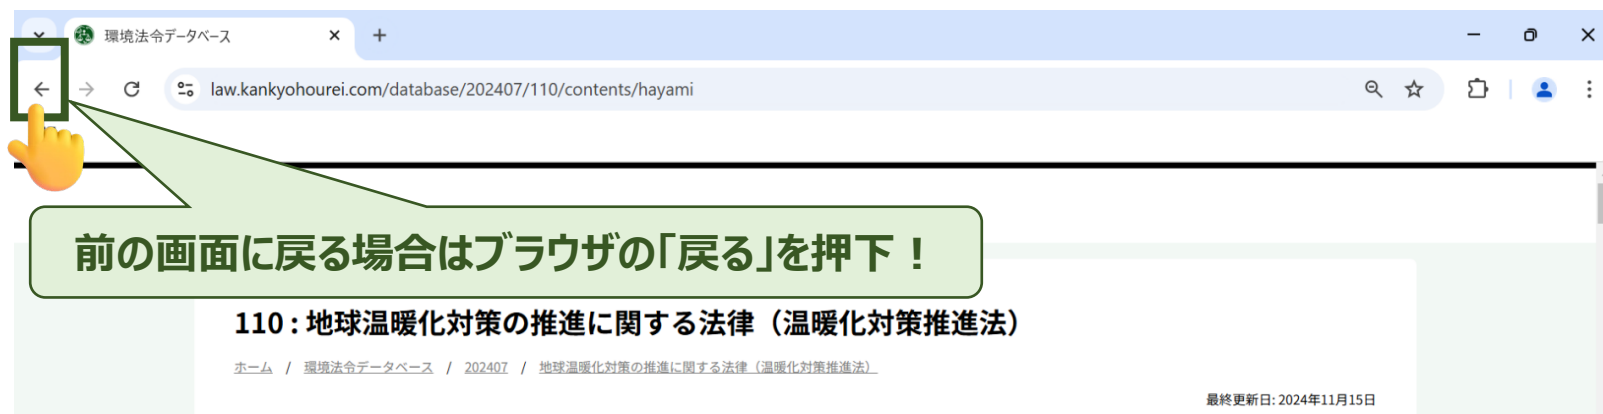 環境法令データベース
law.kankyohourei.com/database/202407/110/contents/hayami
前の画面に戻る場合はブラウザの「戻る」を押下！
110 : 地球温暖化対策の推進に関する法律（温暖化対策推進法）
ホーム / 環境法令データベース / 202407 / 地球温暖化対策の推進に関する法律（温暖化対策推進法）
最終更新日: 2024年11月15日